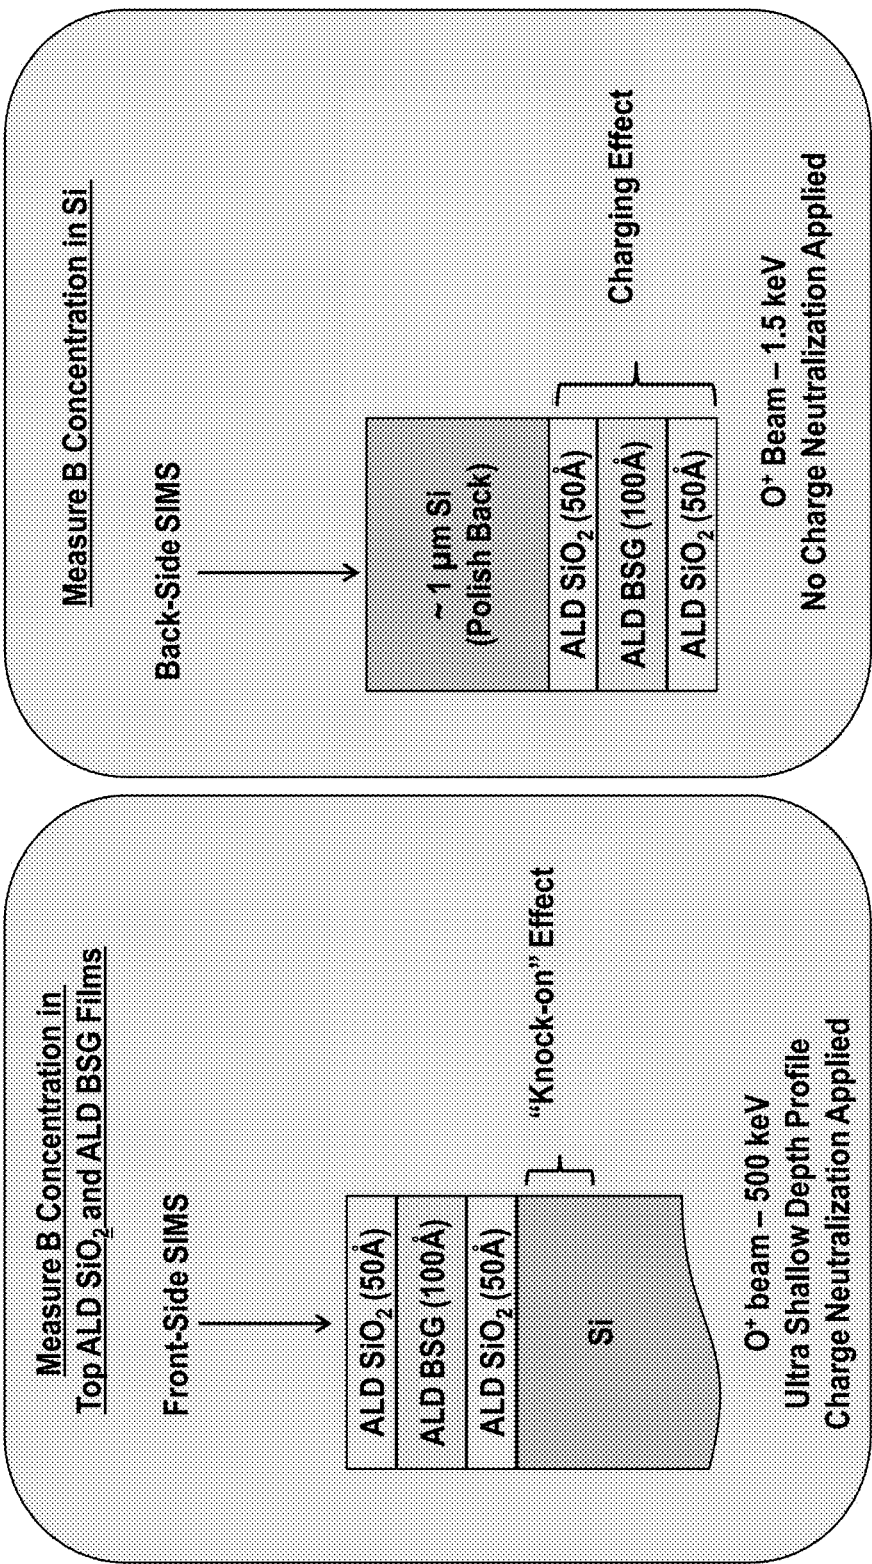 Measure B Concentration in
Top ALD SiO₂ and ALD BSG Films
Front-Side SIMS
ALD SiO₂ (50Å)
ALD BSG (100Å)
ALD SiO₂ (50Å)
Si
"Knock-on" Effect
O⁺ beam – 500 keV
Ultra Shallow Depth Profile
Charge Neutralization Applied
Measure B Concentration in Si
Back-Side SIMS
~ 1 µm Si
(Polish Back)
ALD SiO₂ (50Å)
ALD BSG (100Å)
ALD SiO₂ (50Å)
Charging Effect
O⁺ Beam – 1.5 keV
No Charge Neutralization Applied